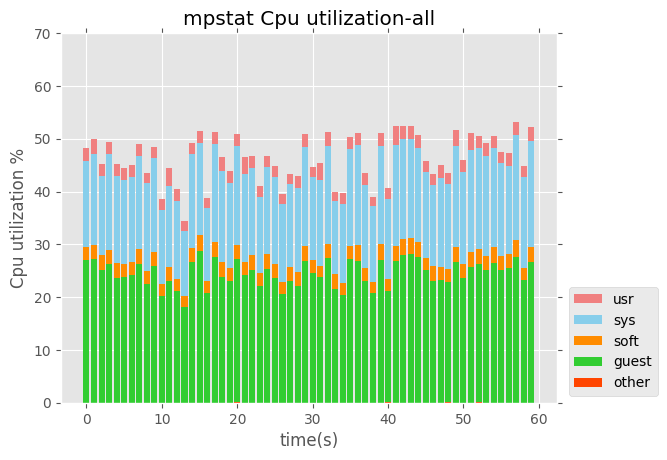 mpstat Cpu utilization-all
70
60
50
40
30
20
10
0
Cpu utilization %
0 10 20 30 40 50 60
time(s)
usr
sys
soft
guest
other